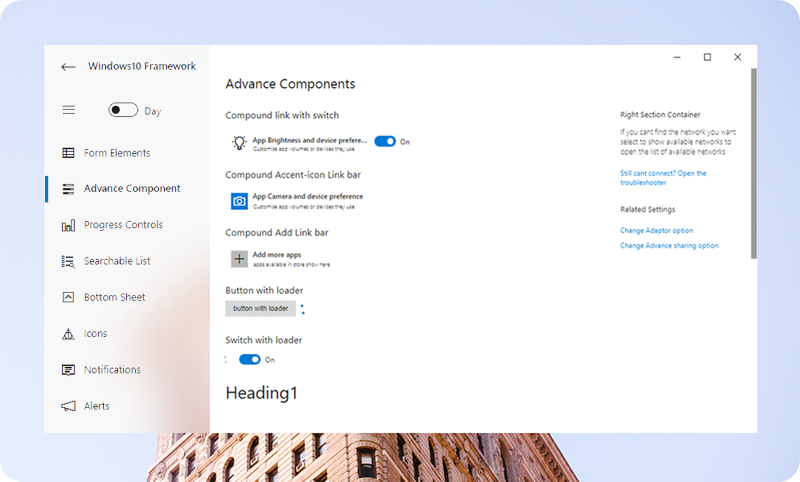 Windows10 Framework
Day
Form Elements
Advance Component
Progress Controls
Searchable List
Bottom Sheet
Icons
Notifications
Alerts
Advance Components
Compound link with switch
App Brightness and device prefere...
Customise app volumes or devices they use
On
Compound Accent-icon Link bar
App Camera and device preference
Customise app volumes or devices they use
Compound Add Link bar
Add more apps
apps available in store show here
Button with loader
button with loader
Switch with loader
On
Heading1
Right Section Container
If you cant find the network you want
select to show available networks to
open the list of available networks
Still cant connect? Open the
troubleshooter
Related Settings
Change Adaptor option
Change Advance sharing option